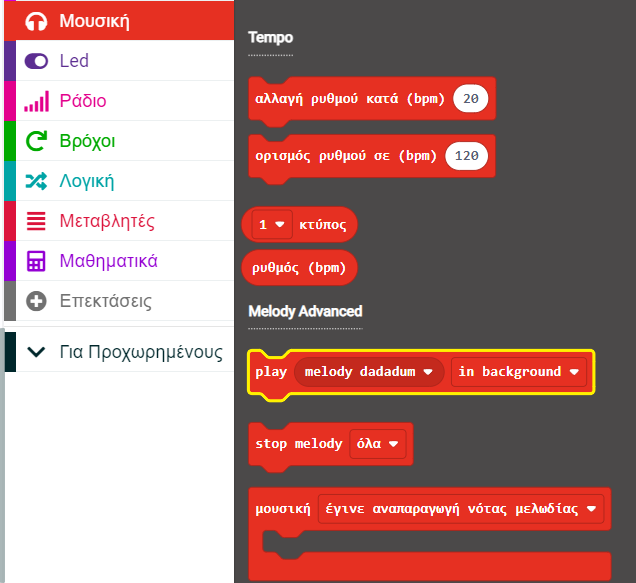 Μουσική
Led
Ράδιο
Βρόχοι
Λογική
Μεταβλητές
Μαθηματικά
Επεκτάσεις
Για Προχωρημένους
Tempo
αλλαγή ρυθμού κατά (bpm) 20
ορισμός ρυθμού σε (bpm) 120
1 κτύπος
ρυθμός (bpm)
Melody Advanced
play melody dadadum in background
stop melody όλα
μουσική έγινε αναπαραγωγή νότας μελωδίας